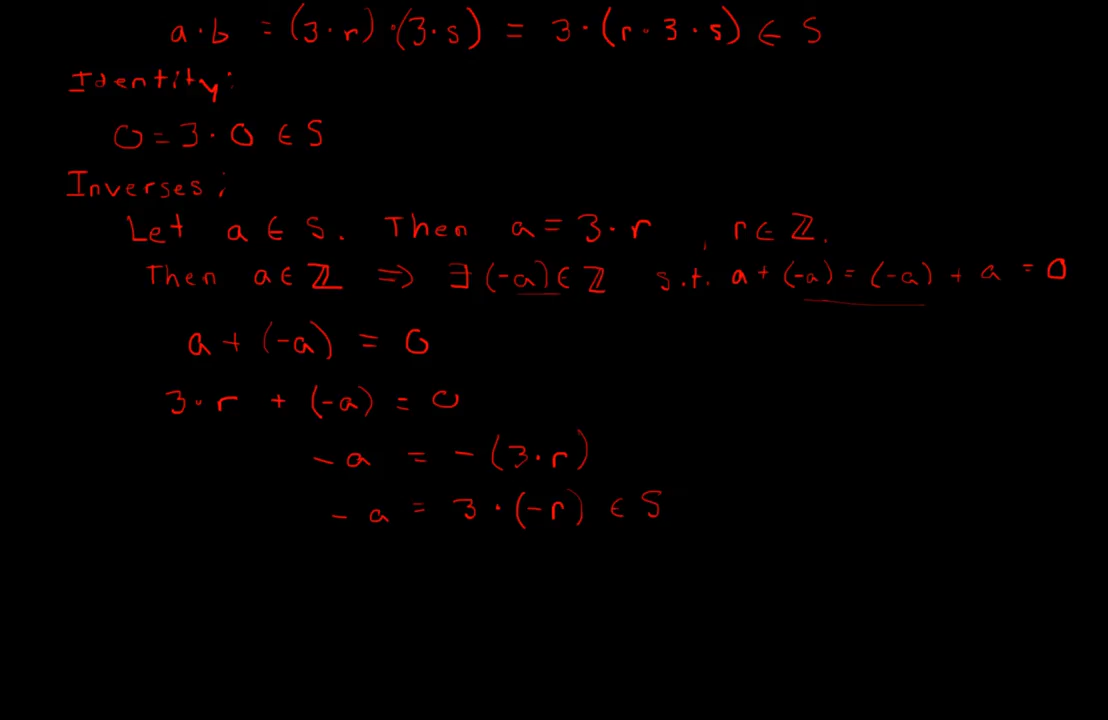 a · b = (3 · r) · (3 · s) = 3 · (r · 3 · s) ∈ S
Identity:
0 = 3 · 0 ∈ S
Inverses:
Let a ∈ S. Then a = 3 · r , r ∈ ℤ.
Then a ∈ ℤ ⇒ ∃ (-a) ∈ ℤ s.t. a + (-a) = (-a) + a = 0
a + (-a) = 0
3 · r + (-a) = 0
- a = - (3 · r)
- a = 3 · (-r) ∈ S